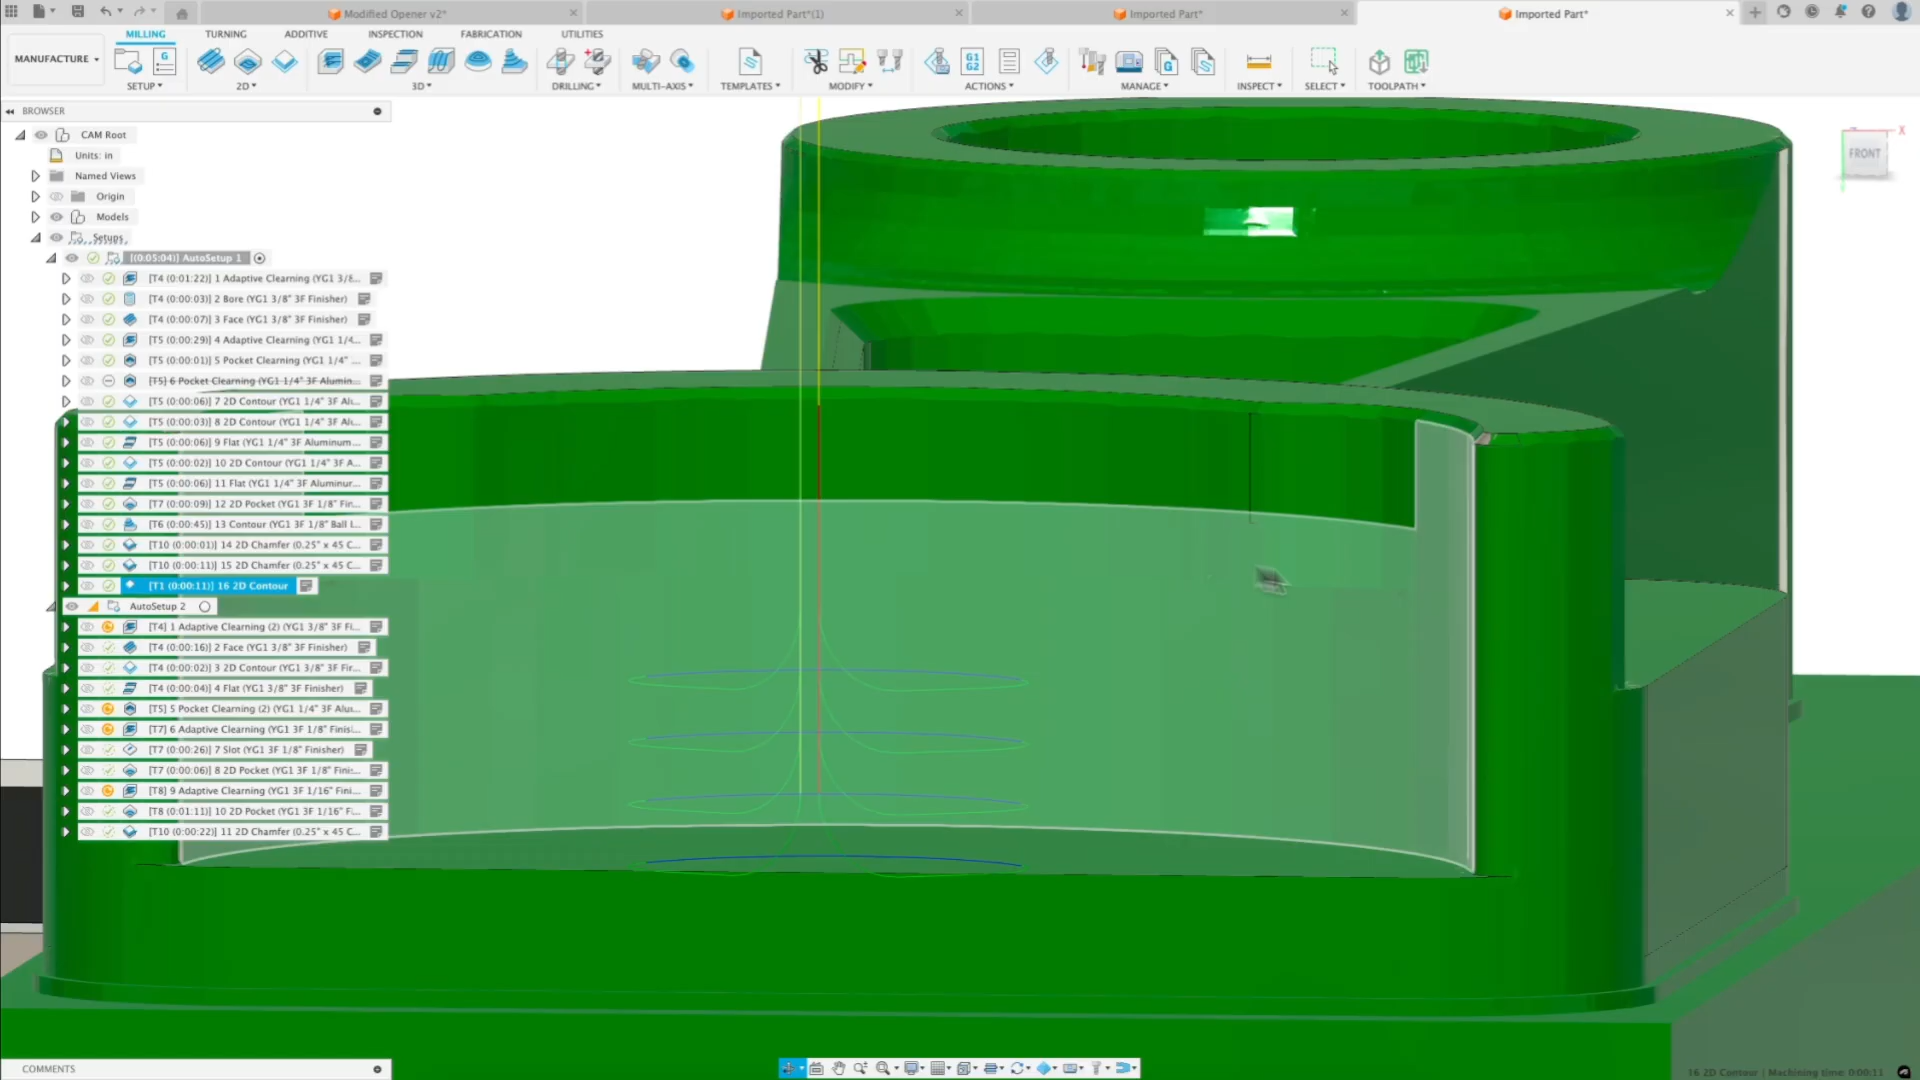 Modified Opener v2*
Imported Part*(1)
Imported Part*
Imported Part*
MILLING
TURNING
ADDITIVE
INSPECTION
FABRICATION
UTILITIES
MANUFACTURE
SETUP
2D
3D
DRILLING
MULTI-AXIS
TEMPLATES
MODIFY
ACTIONS
MANAGE
INSPECT
SELECT
TOOLPATH
G1
G2
BROWSER
CAM Root
Units: in
Named Views
Origin
Models
Setups
[(0:05:04)] AutoSetup 1
[T4 (0:01:22)] 1 Adaptive Clearning (YG1 3/8...
[T4 (0:00:03)] 2 Bore (YG1 3/8" 3F Finisher)
[T4 (0:00:07)] 3 Face (YG1 3/8" 3F Finisher)
[T5 (0:00:29)] 4 Adaptive Clearning (YG1 1/4...
[T5 (0:00:01)] 5 Pocket Clearning (YG1 1/4" ...
[T5] 6 Pocket Clearning (YG1 1/4" 3F Alumin...
[T5 (0:00:06)] 7 2D Contour (YG1 1/4" 3F Alu...
[T5 (0:00:03)] 8 2D Contour (YG1 1/4" 3F Alu...
[T5 (0:00:06)] 9 Flat (YG1 1/4" 3F Aluminum...
[T5 (0:00:02)] 10 2D Contour (YG1 1/4" 3F A...
[T5 (0:00:06)] 11 Flat (YG1 1/4" 3F Aluminur...
[T7 (0:00:09)] 12 2D Pocket (YG1 3F 1/8" Fin...
[T6 (0:00:45)] 13 Contour (YG1 3F 1/8" Ball I...
[T10 (0:00:01)] 14 2D Chamfer (0.25" x 45 C...
[T10 (0:00:11)] 15 2D Chamfer (0.25" x 45 C...
[T1 (0:00:11)] 16 2D Contour
AutoSetup 2
[T4] 1 Adaptive Clearning (2) (YG1 3/8" 3F Fi...
[T4 (0:00:16)] 2 Face (YG1 3/8" 3F Finisher)
[T4 (0:00:02)] 3 2D Contour (YG1 3/8" 3F Fir...
[T4 (0:00:04)] 4 Flat (YG1 3/8" 3F Finisher)
[T5] 5 Pocket Clearning (2) (YG1 1/4" 3F Alu...
[T7] 6 Adaptive Clearning (YG1 3F 1/8" Finisi...
[T7 (0:00:26)] 7 Slot (YG1 3F 1/8" Finisher)
[T7 (0:00:06)] 8 2D Pocket (YG1 3F 1/8" Fini...
[T8] 9 Adaptive Clearning (YG1 3F 1/16" Fini...
[T8 (0:01:11)] 10 2D Pocket (YG1 3F 1/16" F...
[T10 (0:00:22)] 11 2D Chamfer (0.25" x 45 C...
FRONT
X
COMMENTS
16 2D Contour | Machining time: 0:00:11